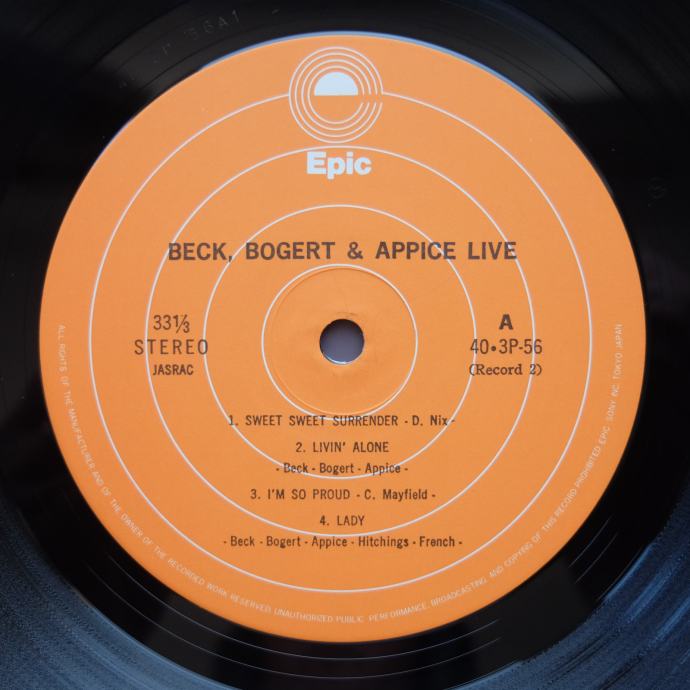 Epic
BECK, BOGERT & APPICE LIVE
33⅓
STEREO
JASRAC
A
40•3P-56
(Record 2)
1. SWEET SWEET SURRENDER - D. Nix -
2. LIVIN' ALONE
- Beck - Bogert - Appice -
3. I'M SO PROUD - C. Mayfield -
4. LADY
- Beck - Bogert - Appice - Hitchings - French -
ALL RIGHTS OF THE MANUFACTURER AND OF THE OWNER OF THE RECORDED WORK RESERVED. UNAUTHORIZED PUBLIC PERFORMANCE, BROADCASTING AND COPYING OF THIS RECORD PROHIBITED EPIC SONY INC. TOKYO JAPAN